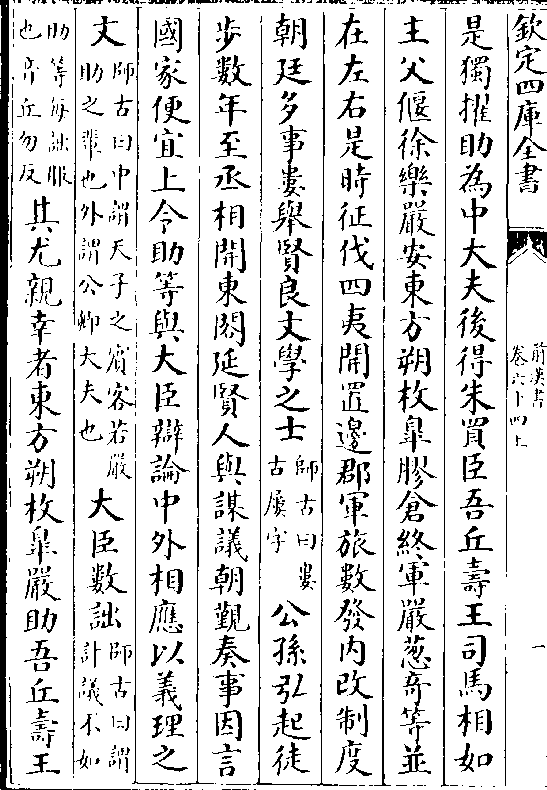 欽定四庫全書
前漢書
卷六十四上
一
是獨擢助為中大夫後得朱買臣吾丘壽王司馬相如
主父偃徐樂嚴安東方朔枚臯膠倉終軍嚴葱奇等並
在左右是時征伐四夷開置邊郡軍旅數發内改制度
朝廷多事婁舉賢良文學之士師古曰婁古屢字公孫弘起徒
步數年至丞相開東閤延賢人與謀議朝覲奏事因言
國家便宜上令助等與大臣辯論中外相應以義理之
文師古曰中謂天子之賓客若嚴助之輩也外謂公卿大夫也大臣數詘師古曰謂計議不如
助等每詘服也音丘勿反其尤親幸者東方朔枚臯嚴助吾丘壽王